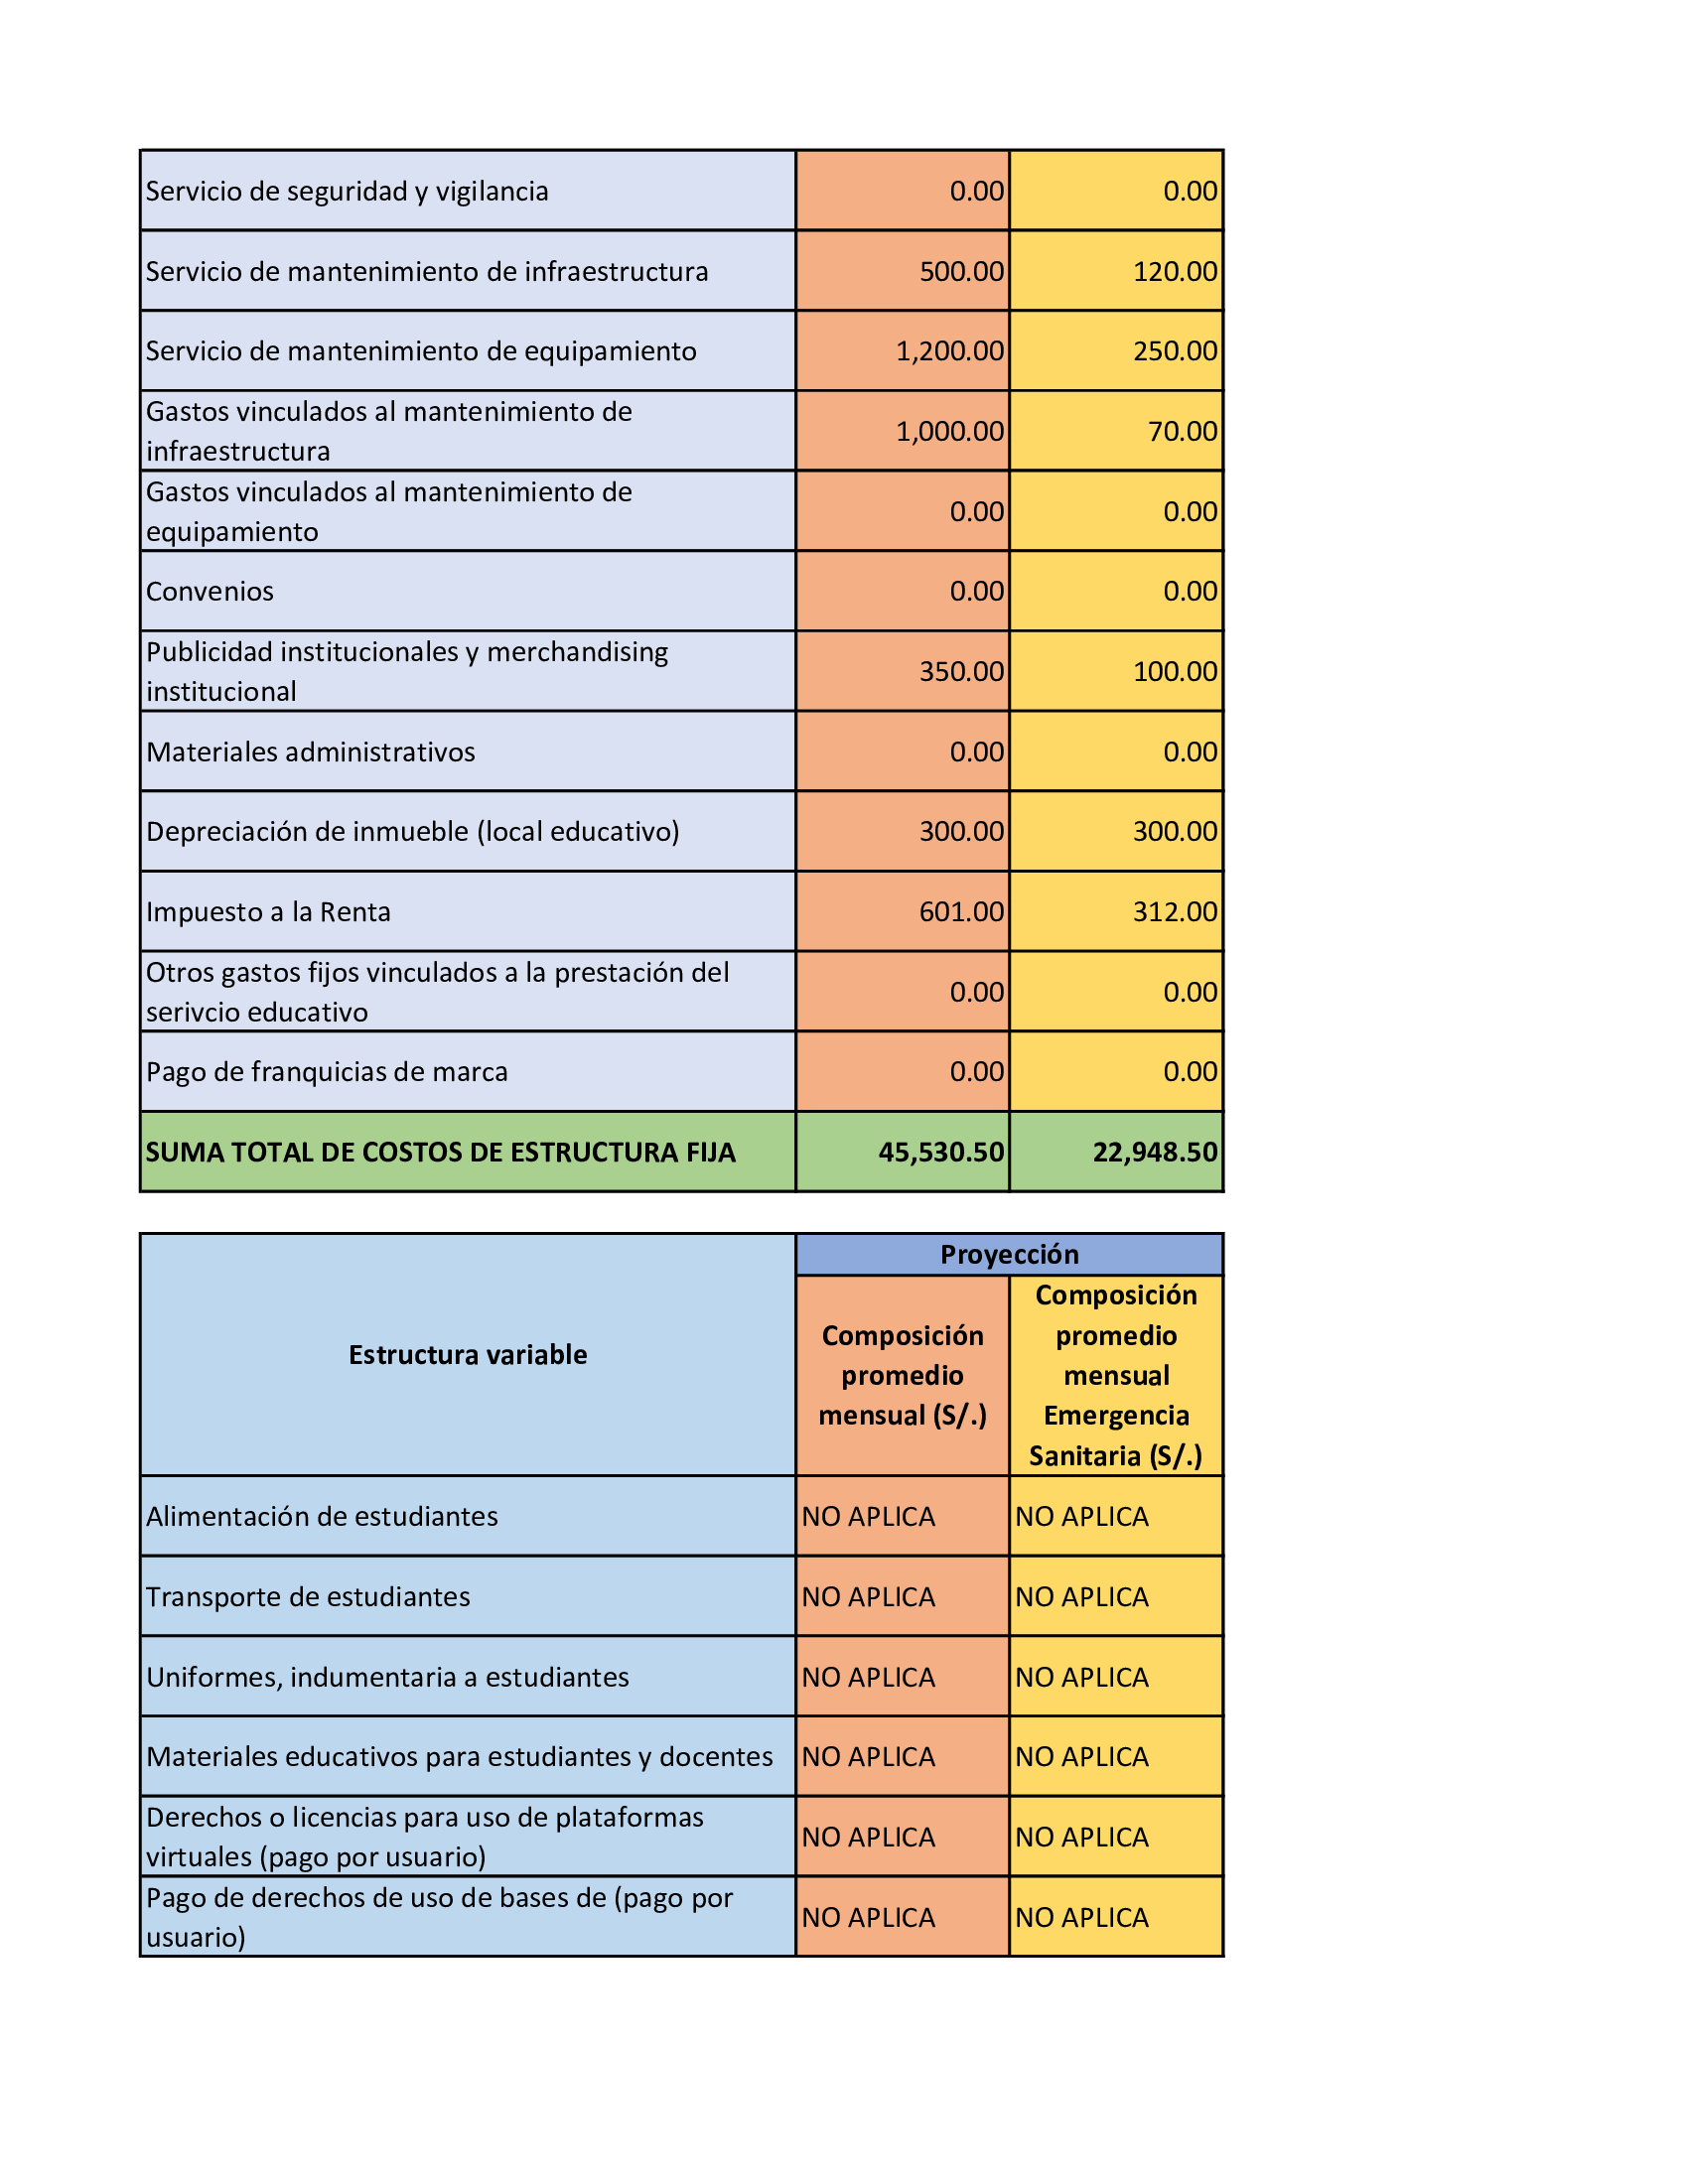 Servicio de seguridad y vigilancia 0.00 0.00
Servicio de mantenimiento de infraestructura 500.00 120.00
Servicio de mantenimiento de equipamiento 1,200.00 250.00
Gastos vinculados al mantenimiento de
infraestructura 1,000.00 70.00
Gastos vinculados al mantenimiento de
equipamiento 0.00 0.00
Convenios 0.00 0.00
Publicidad institucionales y merchandising
institucional 350.00 100.00
Materiales administrativos 0.00 0.00
Depreciación de inmueble (local educativo) 300.00 300.00
Impuesto a la Renta 601.00 312.00
Otros gastos fijos vinculados a la prestación del
serivcio educativo 0.00 0.00
Pago de franquicias de marca 0.00 0.00
SUMA TOTAL DE COSTOS DE ESTRUCTURA FIJA 45,530.50 22,948.50
Estructura variable
Proyección
Composición
promedio
mensual (S/.)
Composición
promedio
mensual
Emergencia
Sanitaria (S/.)
Alimentación de estudiantes NO APLICA NO APLICA
Transporte de estudiantes NO APLICA NO APLICA
Uniformes, indumentaria a estudiantes NO APLICA NO APLICA
Materiales educativos para estudiantes y docentes NO APLICA NO APLICA
Derechos o licencias para uso de plataformas
virtuales (pago por usuario) NO APLICA NO APLICA
Pago de derechos de uso de bases de (pago por
usuario) NO APLICA NO APLICA